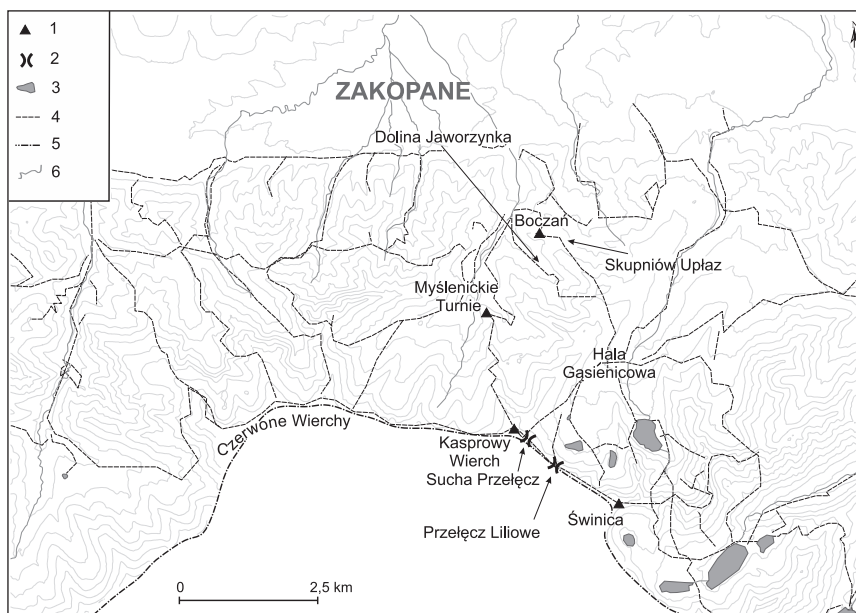 1
2
3
4
5
6
ZAKOPANE
Dolina Jaworzynka
Boczań
Skupniów Upłaz
Myślenickie
Turnie
Hala
Gąsienicowa
Czerwone Wierchy
Kasprowy
Wierch
Sucha Przełęcz
Świnica
Przełęcz Liliowe
0
2,5 km